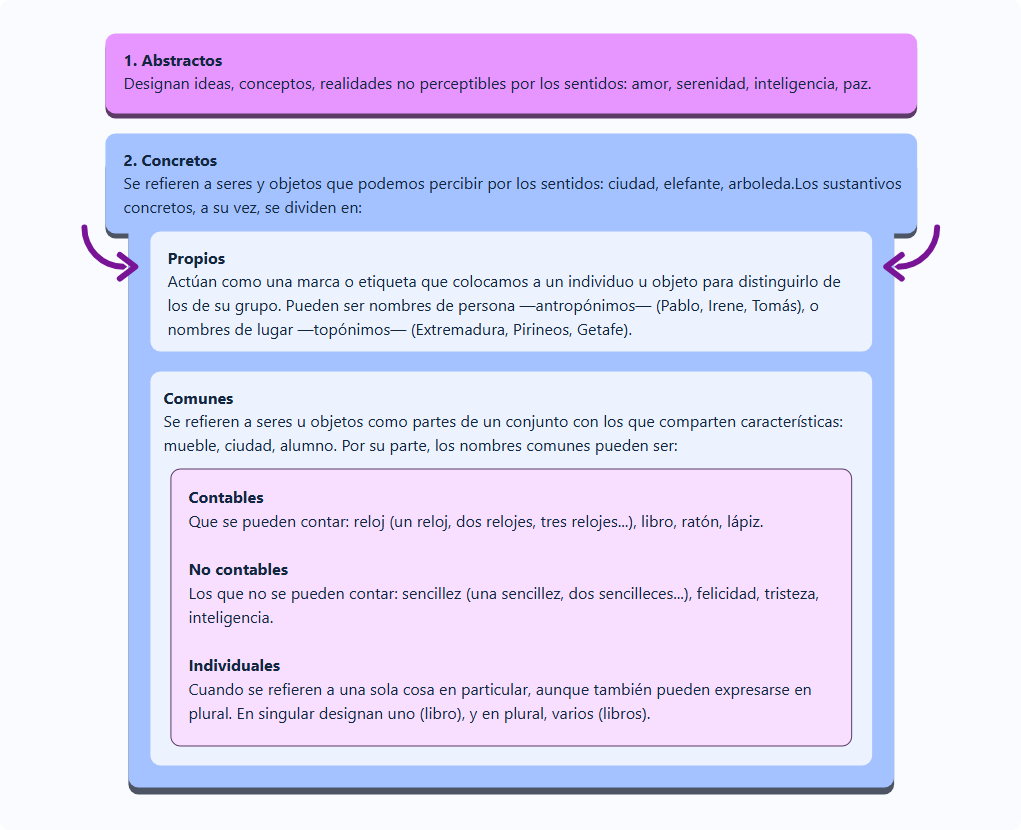 1. Abstractos
Designan ideas, conceptos, realidades no perceptibles por los sentidos: amor, serenidad, inteligencia, paz.
2. Concretos
Se refieren a seres y objetos que podemos percibir por los sentidos: ciudad, elefante, arboleda.Los sustantivos
concretos, a su vez, se dividen en:
Propios
Actúan como una marca o etiqueta que colocamos a un individuo u objeto para distinguirlo de
los de su grupo. Pueden ser nombres de persona —antropónimos— (Pablo, Irene, Tomás), o
nombres de lugar —topónimos— (Extremadura, Pirineos, Getafe).
Comunes
Se refieren a seres u objetos como partes de un conjunto con los que comparten características:
mueble, ciudad, alumno. Por su parte, los nombres comunes pueden ser:
Contables
Que se pueden contar: reloj (un reloj, dos relojes, tres relojes...), libro, ratón, lápiz.
No contables
Los que no se pueden contar: sencillez (una sencillez, dos sencilleces...), felicidad, tristeza,
inteligencia.
Individuales
Cuando se refieren a una sola cosa en particular, aunque también pueden expresarse en
plural. En singular designan uno (libro), y en plural, varios (libros).